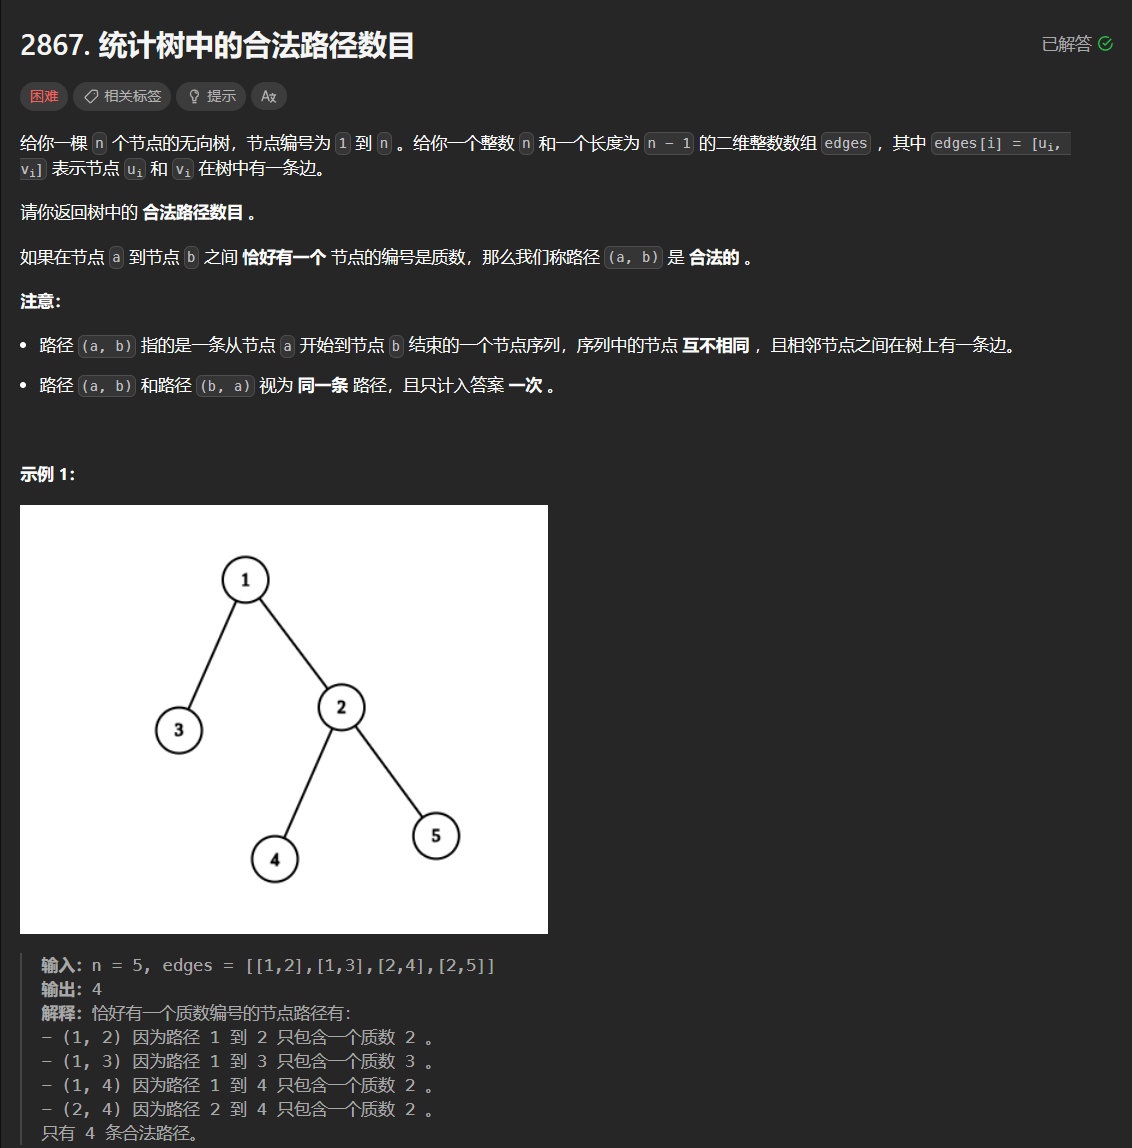 2867. 统计树中的合法路径数目
已解答
困难 相关标签 提示 A文
给你一棵 n 个节点的无向树，节点编号为 1 到 n 。给你一个整数 n 和一个长度为 n - 1 的二维整数数组 edges ，其中 edges[i] = [uᵢ,
vᵢ] 表示节点 uᵢ 和 vᵢ 在树中有一条边。
请你返回树中的 合法路径数目 。
如果在节点 a 到节点 b 之间 恰好有一个 节点的编号是质数，那么我们称路径 (a, b) 是 合法的 。
注意：
• 路径 (a, b) 指的是一条从节点 a 开始到节点 b 结束的一个节点序列，序列中的节点 互不相同 ，且相邻节点之间在树上有一条边。
• 路径 (a, b) 和路径 (b, a) 视为 同一条 路径，且只计入答案 一次 。
示例 1：
1
2
3
5
4
输入：n = 5, edges = [[1,2],[1,3],[2,4],[2,5]]
输出：4
解释：恰好有一个质数编号的节点路径有：
- (1, 2) 因为路径 1 到 2 只包含一个质数 2 。
- (1, 3) 因为路径 1 到 3 只包含一个质数 3 。
- (1, 4) 因为路径 1 到 4 只包含一个质数 2 。
- (2, 4) 因为路径 2 到 4 只包含一个质数 2 。
只有 4 条合法路径。